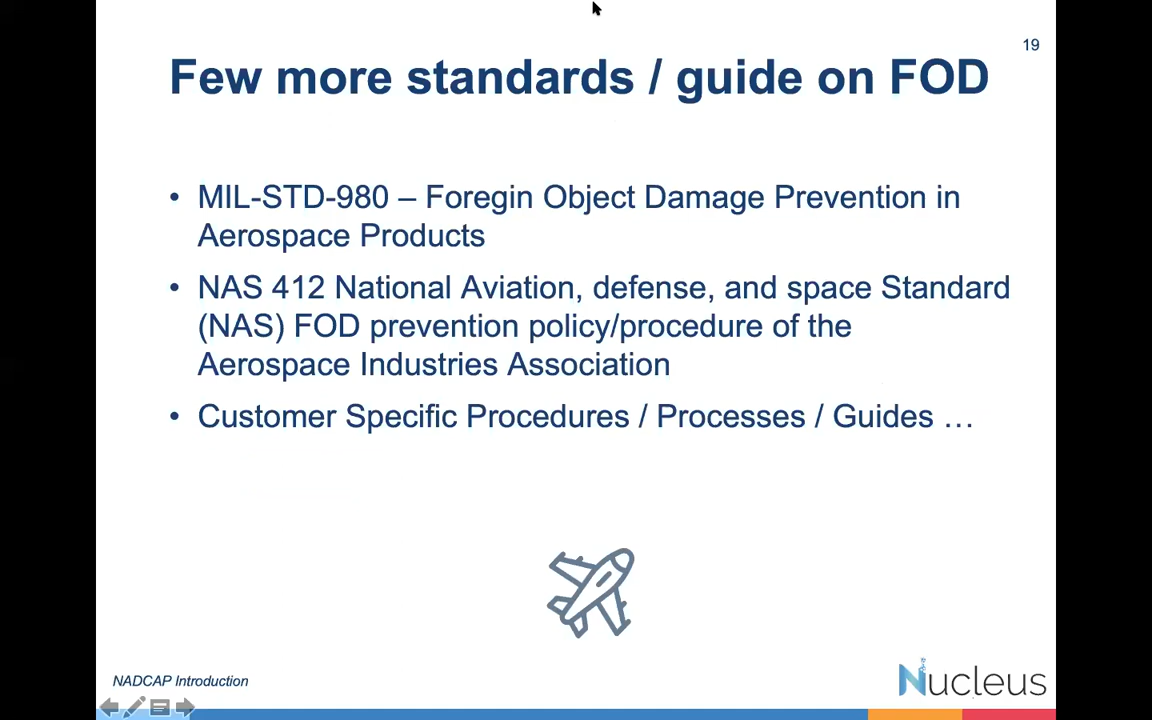 19
Few more standards / guide on FOD
• MIL-STD-980 – Foregin Object Damage Prevention in
Aerospace Products
• NAS 412 National Aviation, defense, and space Standard
(NAS) FOD prevention policy/procedure of the
Aerospace Industries Association
• Customer Specific Procedures / Processes / Guides …
NADCAP Introduction
Nucleus